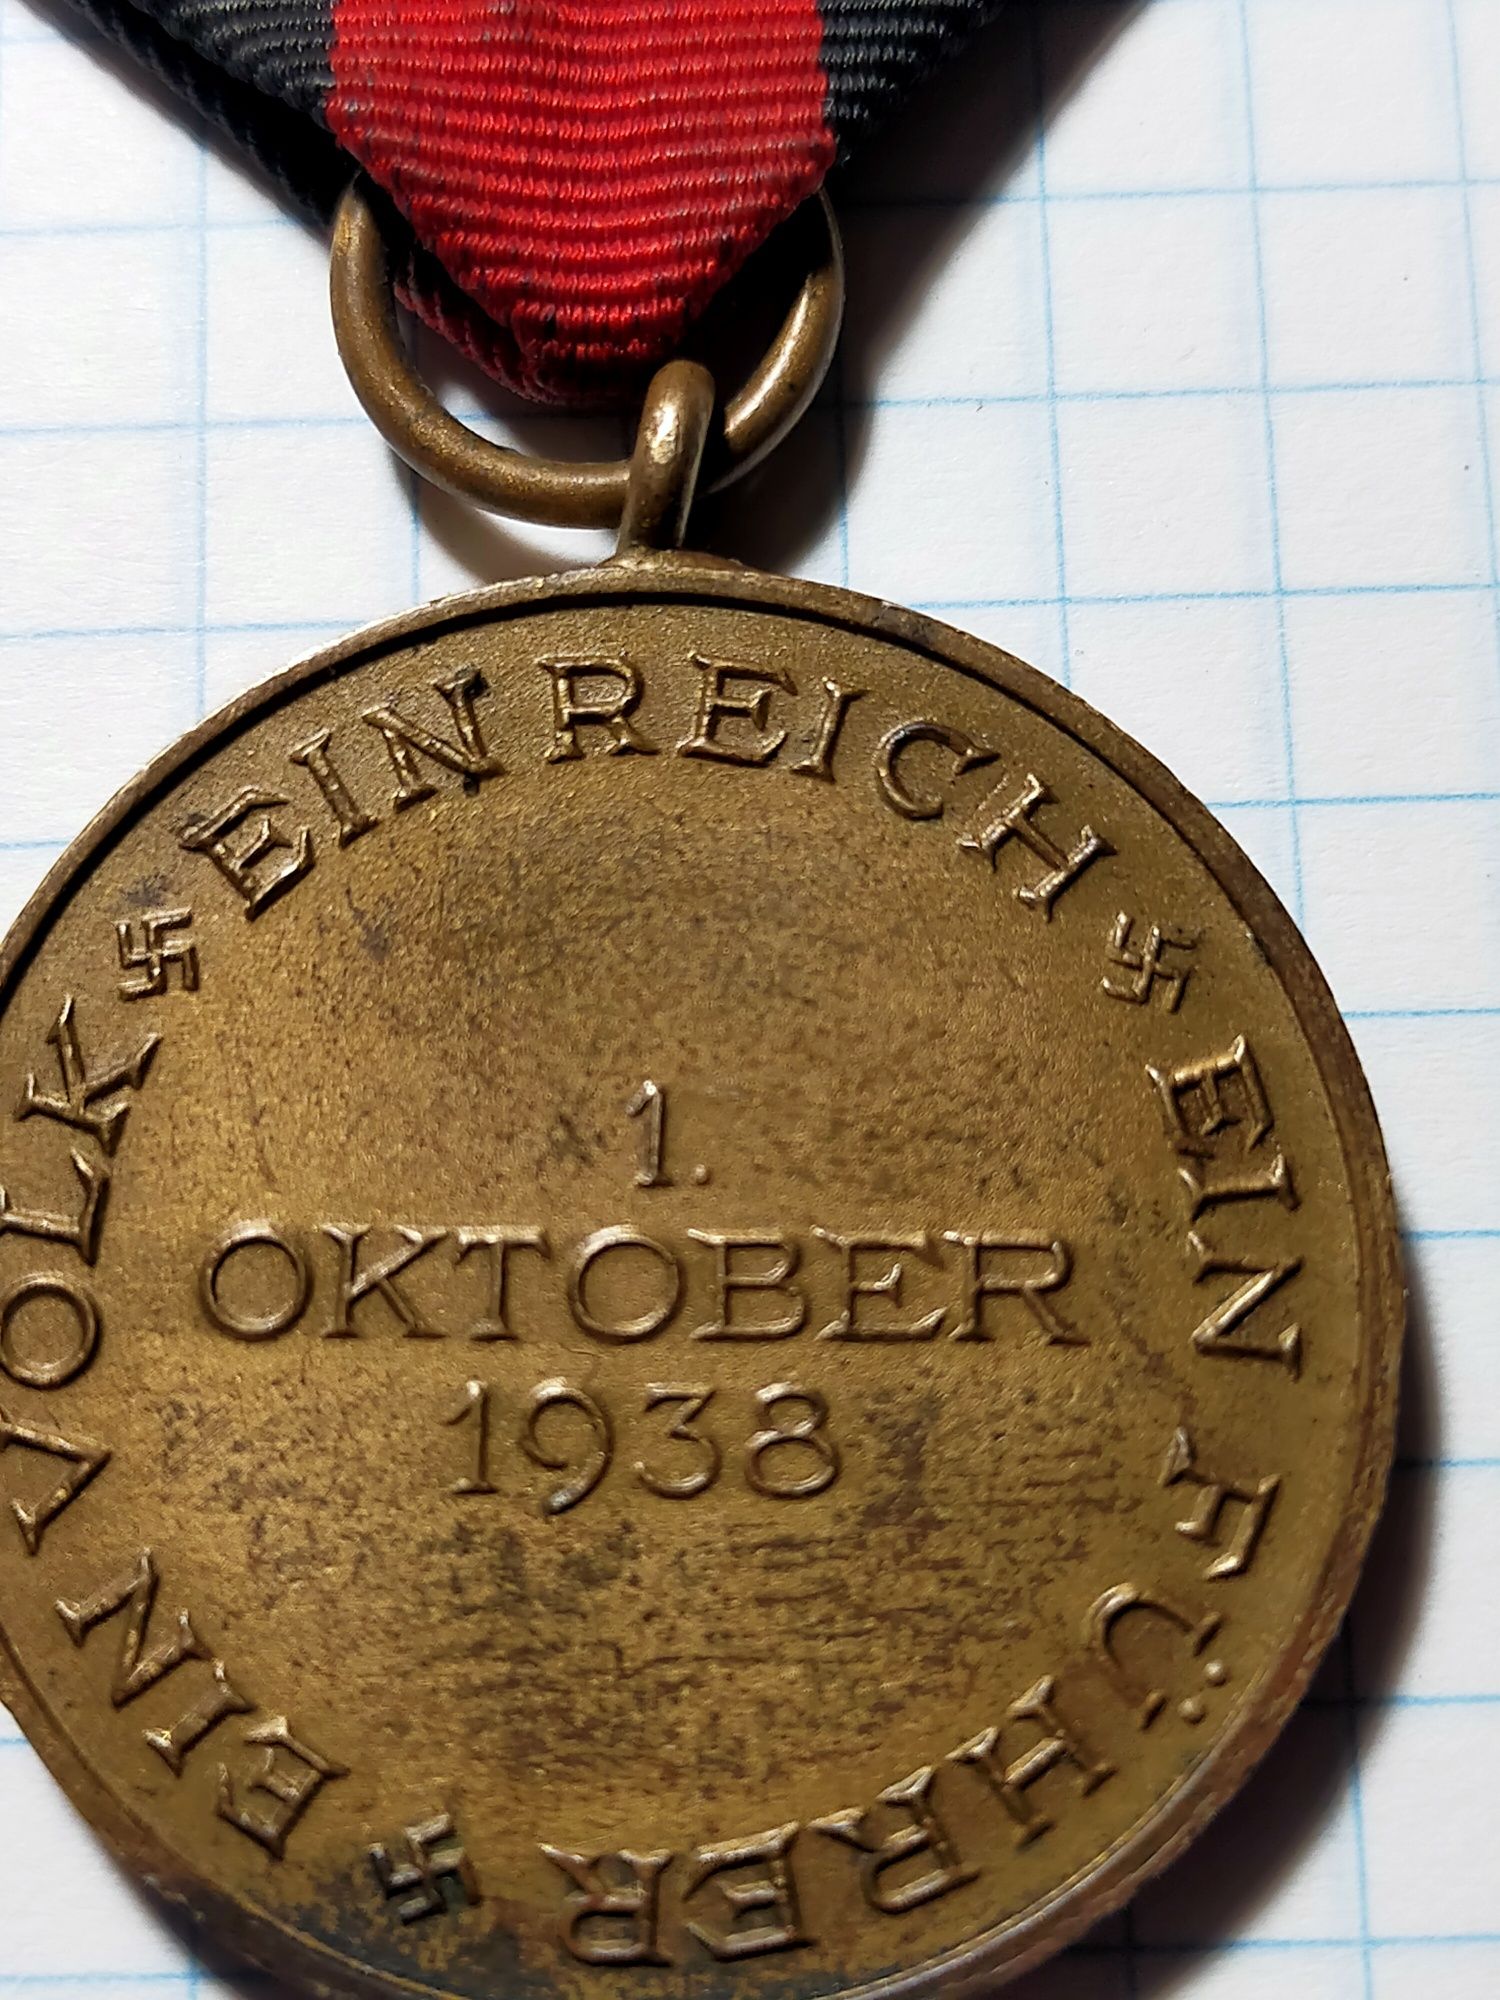 EIN VOLK EIN REICH EIN FÜHRER
1.
OKTOBER
1938